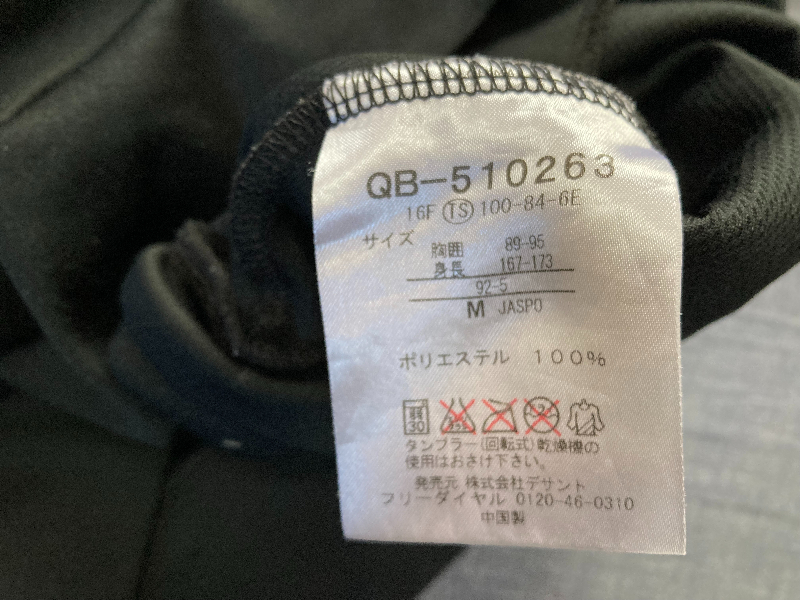 QB-510263
16F (TS) 100-84-6E
サイズ 胸囲 89-95
身長 167-173
92-5
M JASPO
ポリエステル 100%
弱 30
タンブラー(回転式)乾燥機の
使用はおさけ下さい。
発売元 株式会社デサント
フリーダイヤル 0120-46-0310
中国製